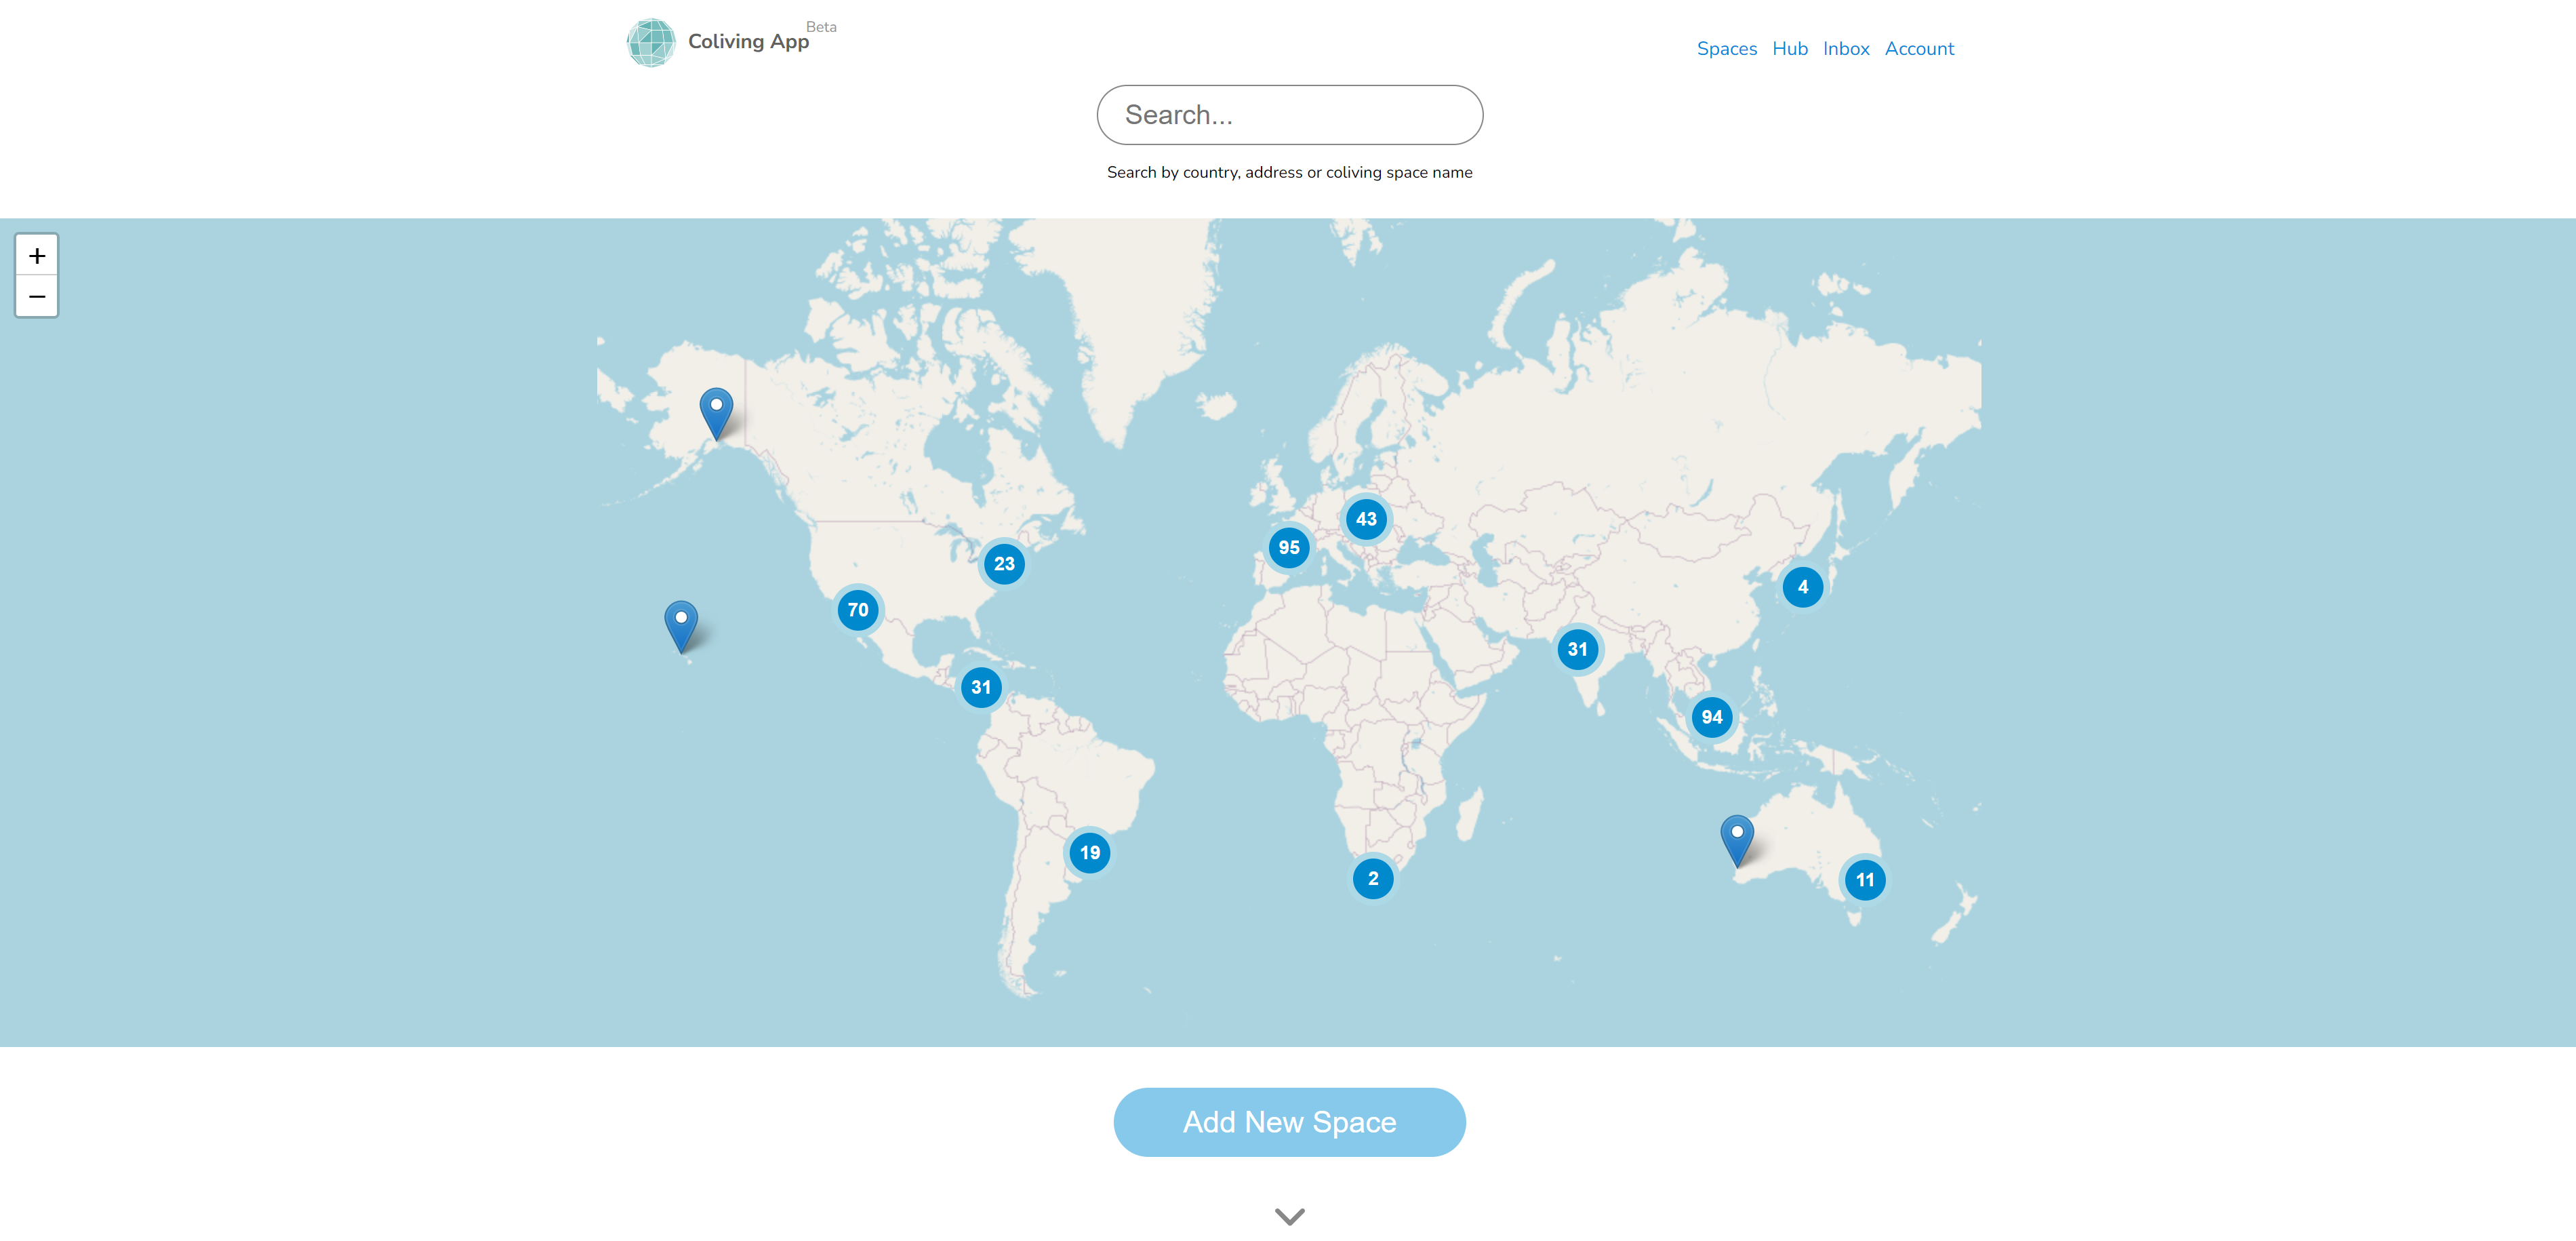 Coliving App Beta
Spaces Hub Inbox Account
Search...
Search by country, address or coliving space name
+
−
43
95
23
4
70
31
31
94
19
2
11
Add New Space